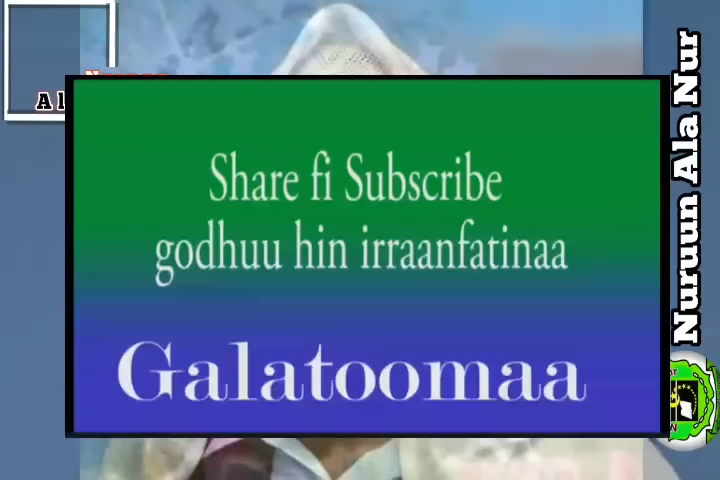 Share fi Subscribe
godhuu hin irraanfatinaa
Galatoomaa
Nuruun Ala Nur